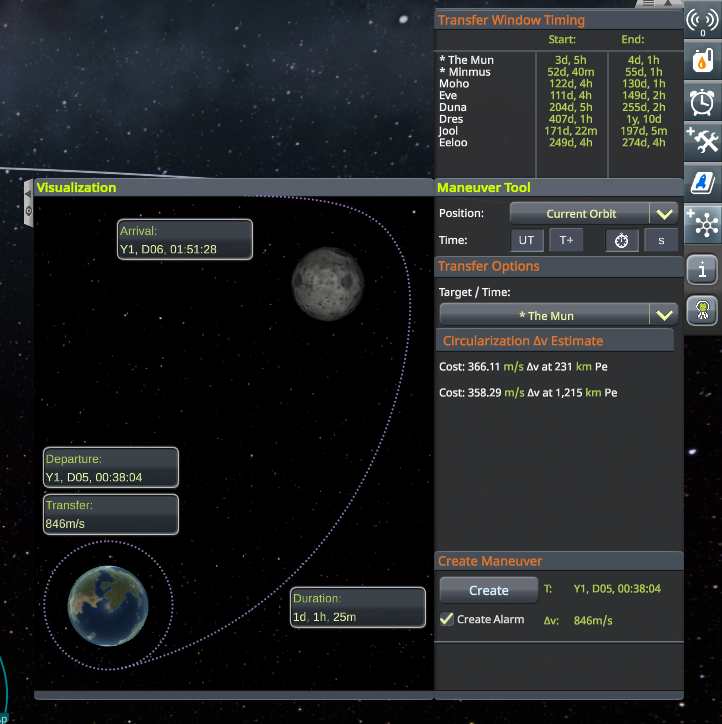 Transfer Window Timing
Start: End:
* The Mun 3d, 5h 4d, 1h
* Minmus 52d, 40m 55d, 1h
Moho 122d, 4h 130d, 1h
Eve 111d, 4h 149d, 2h
Duna 204d, 5h 255d, 2h
Dres 407d, 1h 1y, 10d
Jool 171d, 22m 197d, 5m
Eeloo 249d, 4h 274d, 4h
0
Visualization
Arrival:
Y1, D06, 01:51:28
Departure:
Y1, D05, 00:38:04
Transfer:
846m/s
Duration:
1d, 1h, 25m
Maneuver Tool
Position: Current Orbit
Time: UT T+ s
Transfer Options
Target / Time:
* The Mun
Circularization Δv Estimate
Cost: 366.11 m/s Δv at 231 km Pe
Cost: 358.29 m/s Δv at 1,215 km Pe
Create Maneuver
Create T: Y1, D05, 00:38:04
Create Alarm Δv: 846m/s